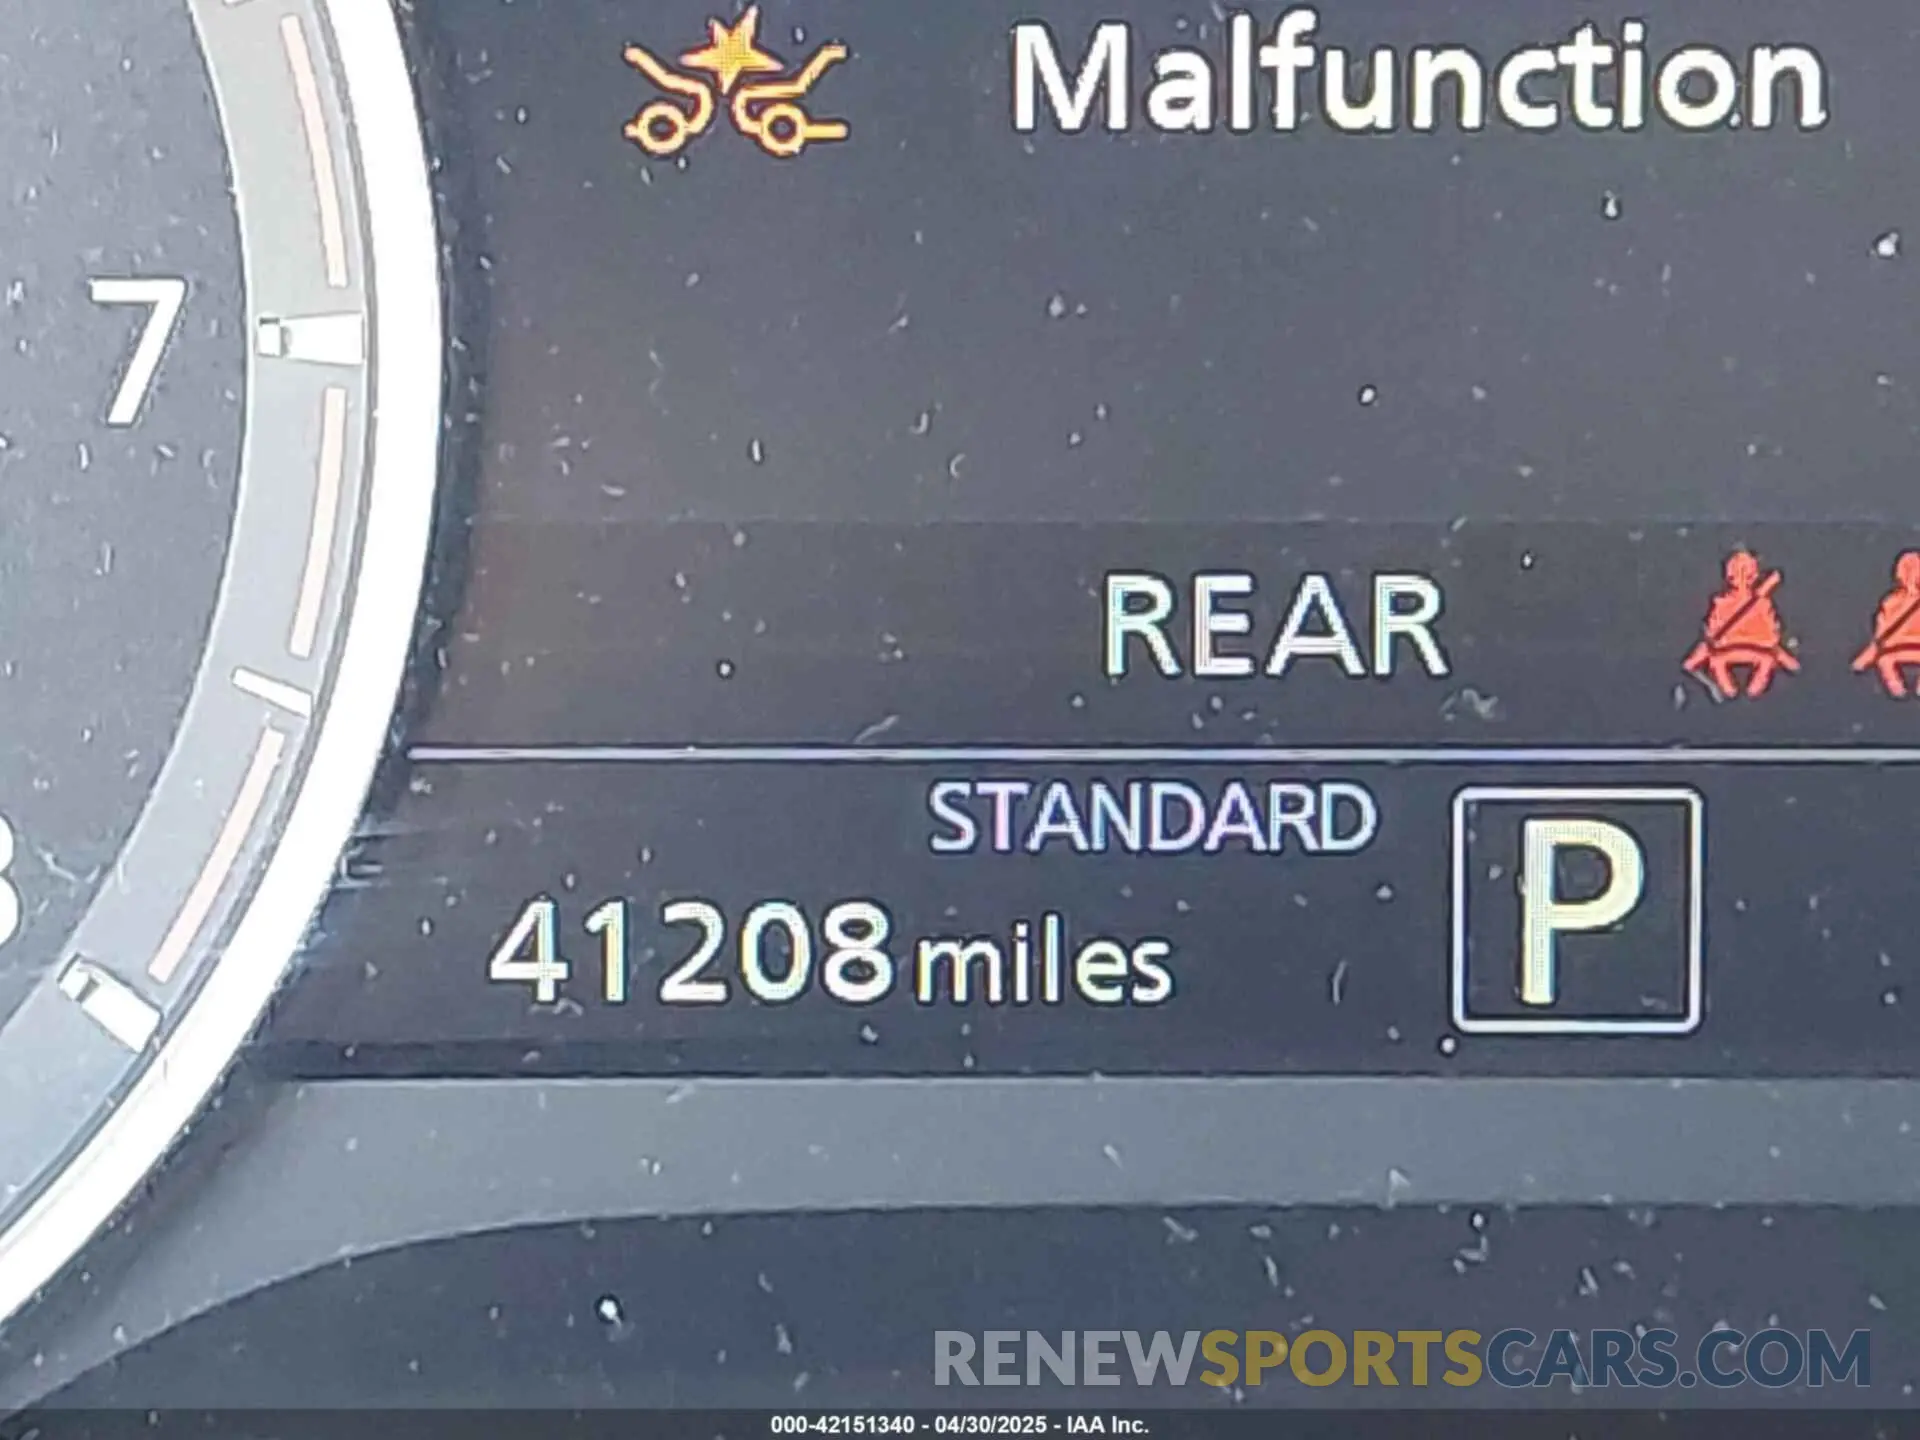 Malfunction
7
REAR
STANDARD
P
41208 miles
RENEWSPORTSCARS.COM
000-42151340 - 04/30/2025 - IAA Inc.